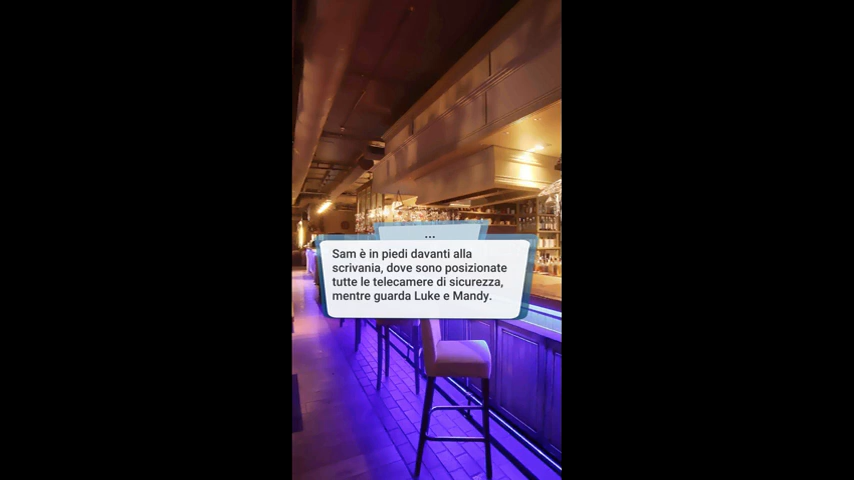 ...
Sam è in piedi davanti alla
scrivania, dove sono posizionate
tutte le telecamere di sicurezza,
mentre guarda Luke e Mandy.